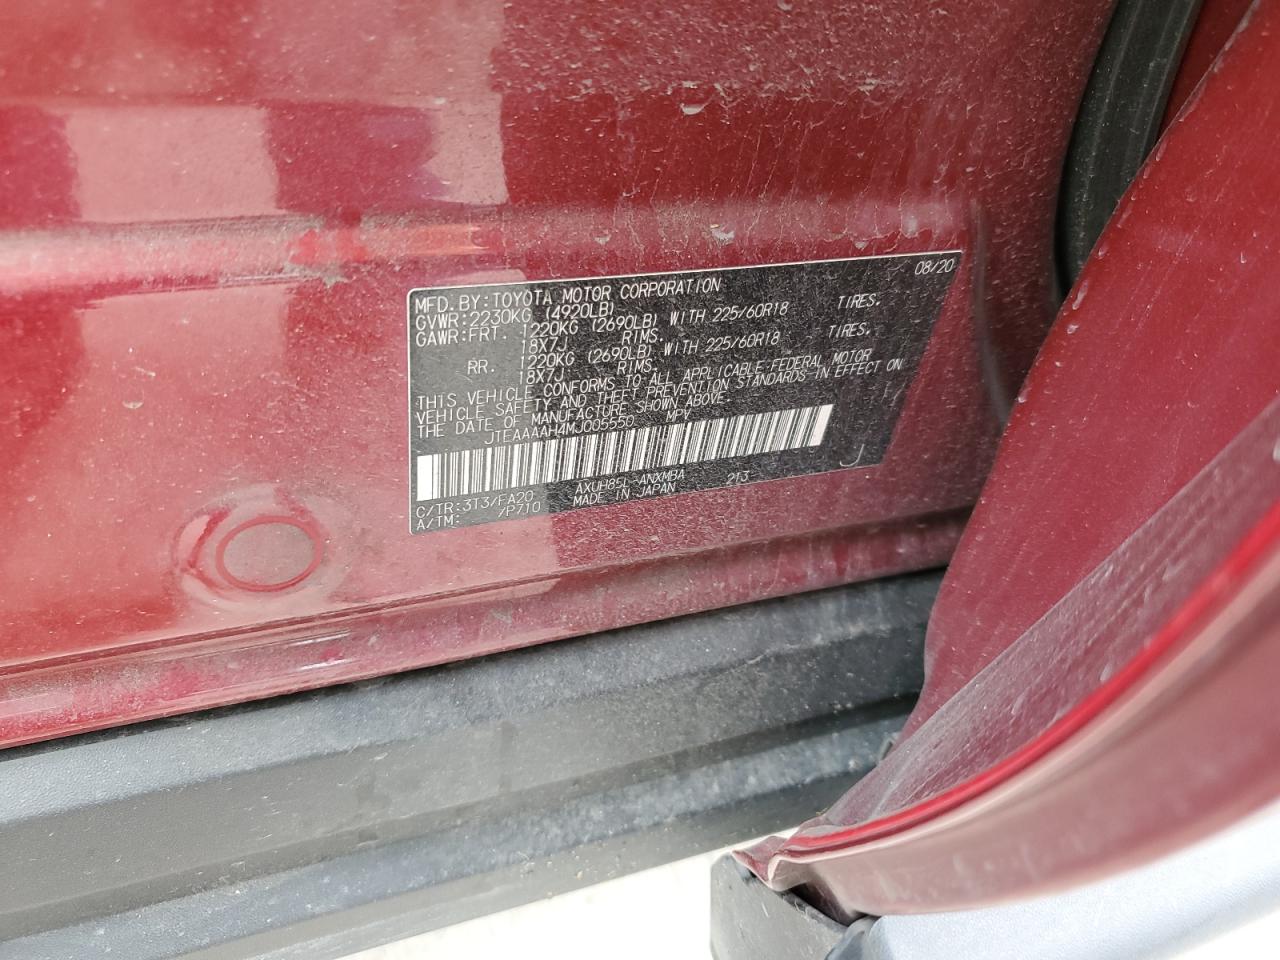 08/20
MFD. BY: TOYOTA MOTOR CORPORATION
GVWR: 2230KG (4920LB)
GAWR: FRT. 1220KG (2690LB) WITH 225/60R18 TIRES.
18X7J RIMS.
RR. 1220KG (2690LB) WITH 225/60R18 TIRES.
18X7J RIMS.
THIS VEHICLE CONFORMS TO ALL APPLICABLE FEDERAL MOTOR
VEHICLE SAFETY AND THEFT PREVENTION STANDARDS IN EFFECT ON
THE DATE OF MANUFACTURE SHOWN ABOVE.
JTEAAAAH4MJ005550 MPV
C/TR: 3T3/FA20 AXUH85L-ANXMBA 2T3-
A/TM: /P710 MADE IN JAPAN
J